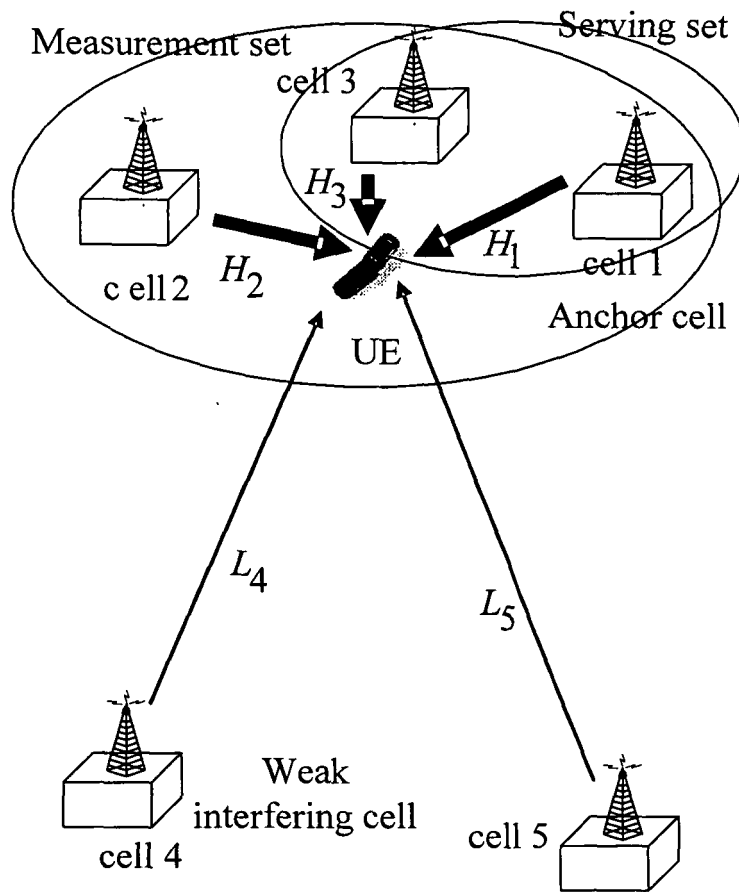 Measurement set
Serving set
cell 3
H3
H2
H1
c ell 2
cell 1
Anchor cell
UE
L4
L5
Weak
interfering cell
cell 4
cell 5